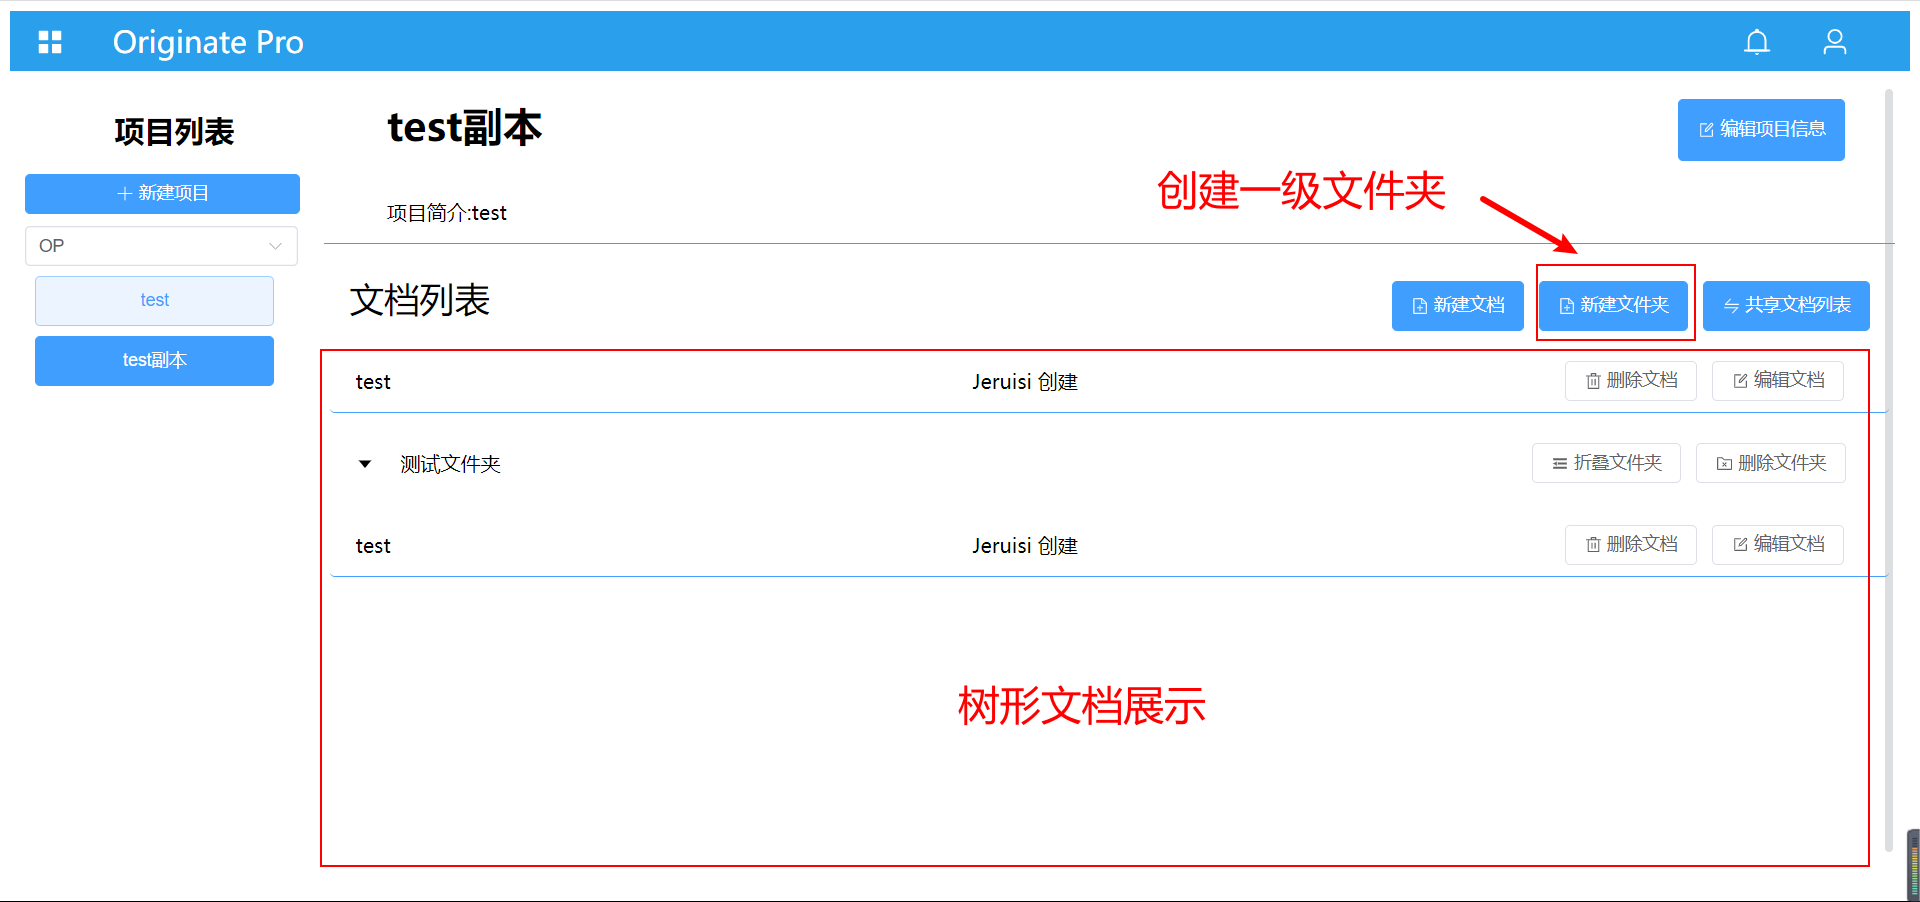 Originate Pro
项目列表
新建项目
OP
test
test副本
test副本
编辑项目信息
项目简介:test
创建一级文件夹
文档列表
新建文档
新建文件夹
共享文档列表
test
Jeruisi 创建
删除文档
编辑文档
测试文件夹
折叠文件夹
删除文件夹
test
Jeruisi 创建
删除文档
编辑文档
树形文档展示